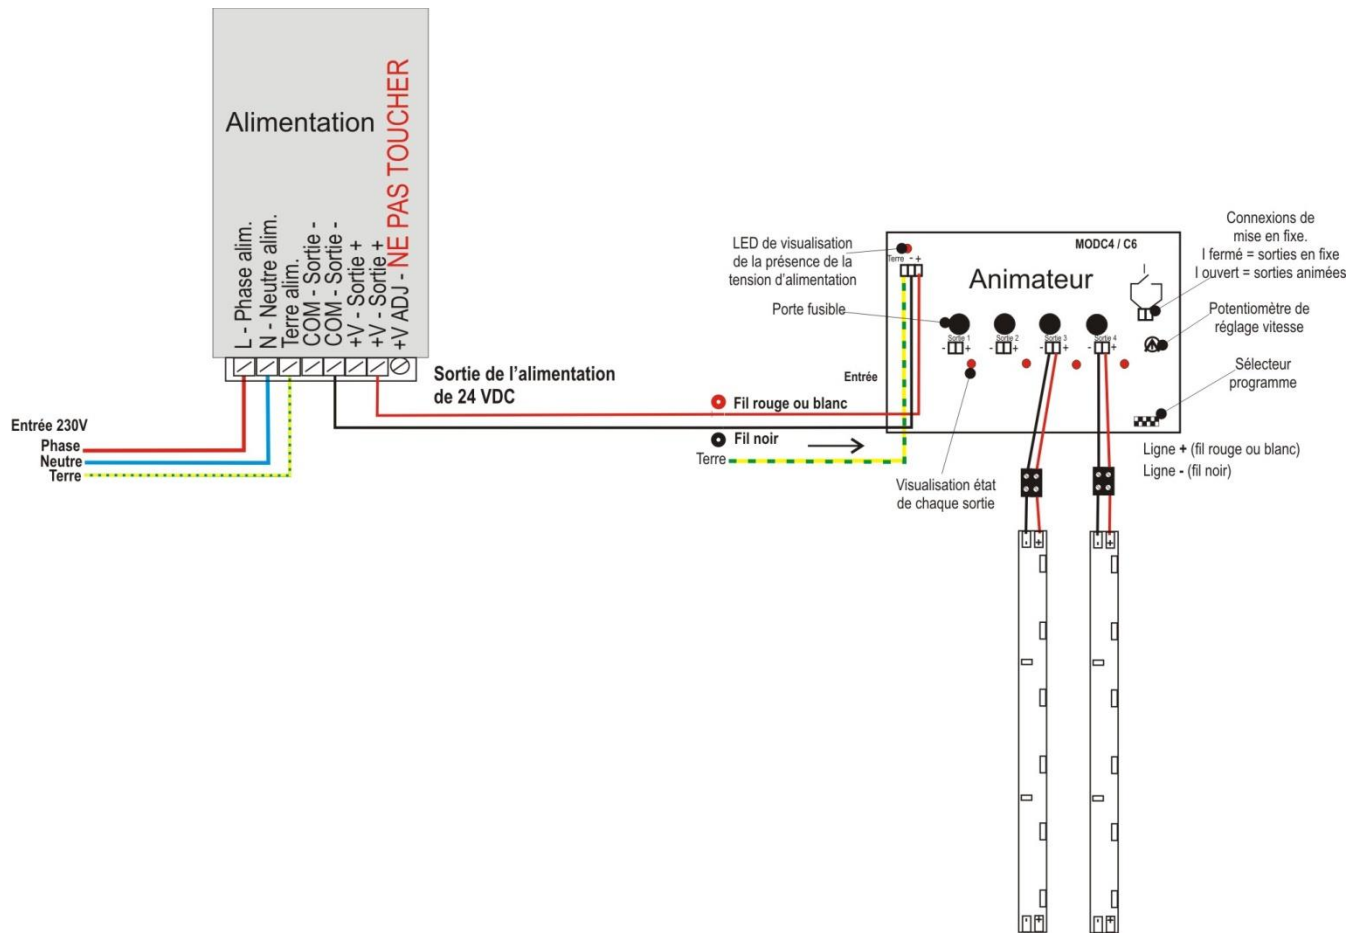 Alimentation
L - Phase alim.
N - Neutre alim.
Terre alim.
COM - Sortie -
COM - Sortie -
+V - Sortie +
+V - Sortie +
+V ADJ - NE PAS TOUCHER
Sortie de l'alimentation
de 24 VDC
Entrée 230V
Phase
Neutre
Terre
Fil rouge ou blanc
Fil noir
Terre
LED de visualisation
de la présence de la
tension d'alimentation
Porte fusible
Entrée
Terre - +
MODC4 / C6
Animateur
Sortie 1
- +
Sortie 2
- +
Sortie 3
- +
Sortie 4
- +
Connexions de
mise en fixe.
I fermé = sorties en fixe
I ouvert = sorties animées
Potentiomètre de
réglage vitesse
Sélecteur
programme
Ligne + (fil rouge ou blanc)
Ligne - (fil noir)
Visualisation état
de chaque sortie
- +
- +
- +
- +